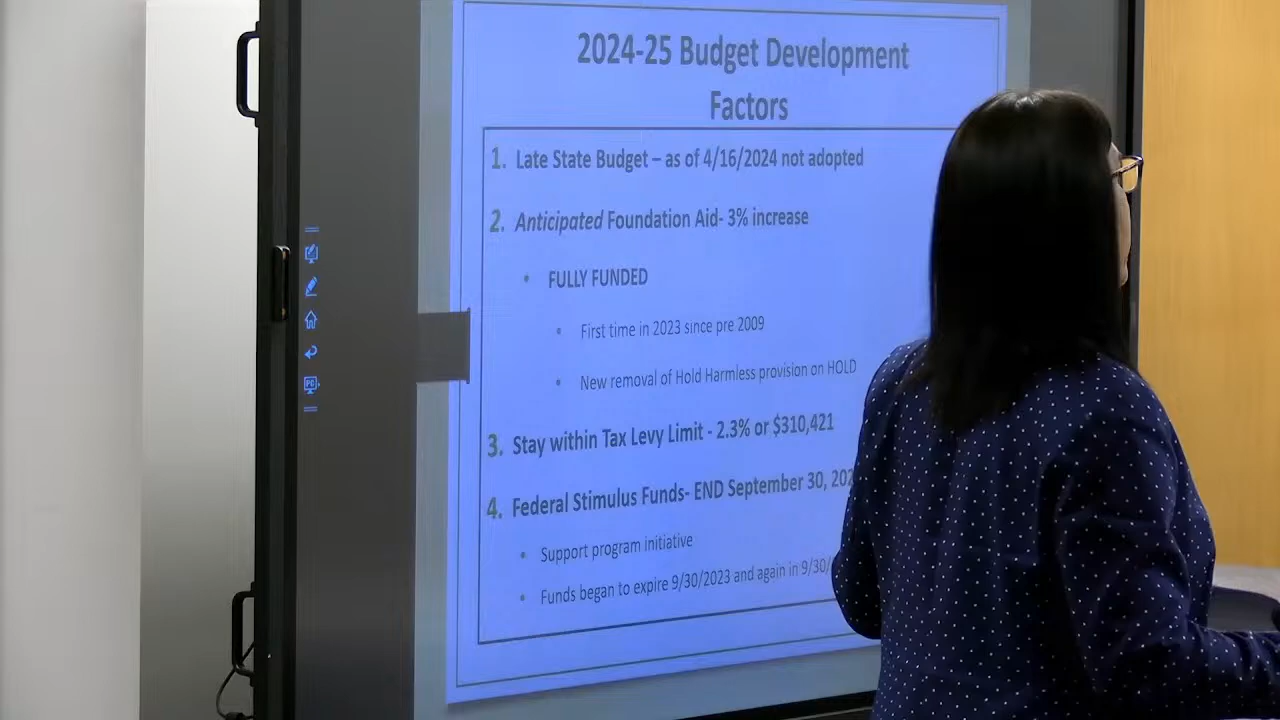 2024-25 Budget Development
Factors
1. Late State Budget – as of 4/16/2024 not adopted
2. Anticipated Foundation Aid- 3% increase
• FULLY FUNDED
• First time in 2023 since pre 2009
• New removal of Hold Harmless provision on HOLD
3. Stay within Tax Levy Limit - 2.3% or $310,421
4. Federal Stimulus Funds- END September 30,
• Support program initiative
• Funds began to expire 9/30/2023 and again in 9/30/
PC